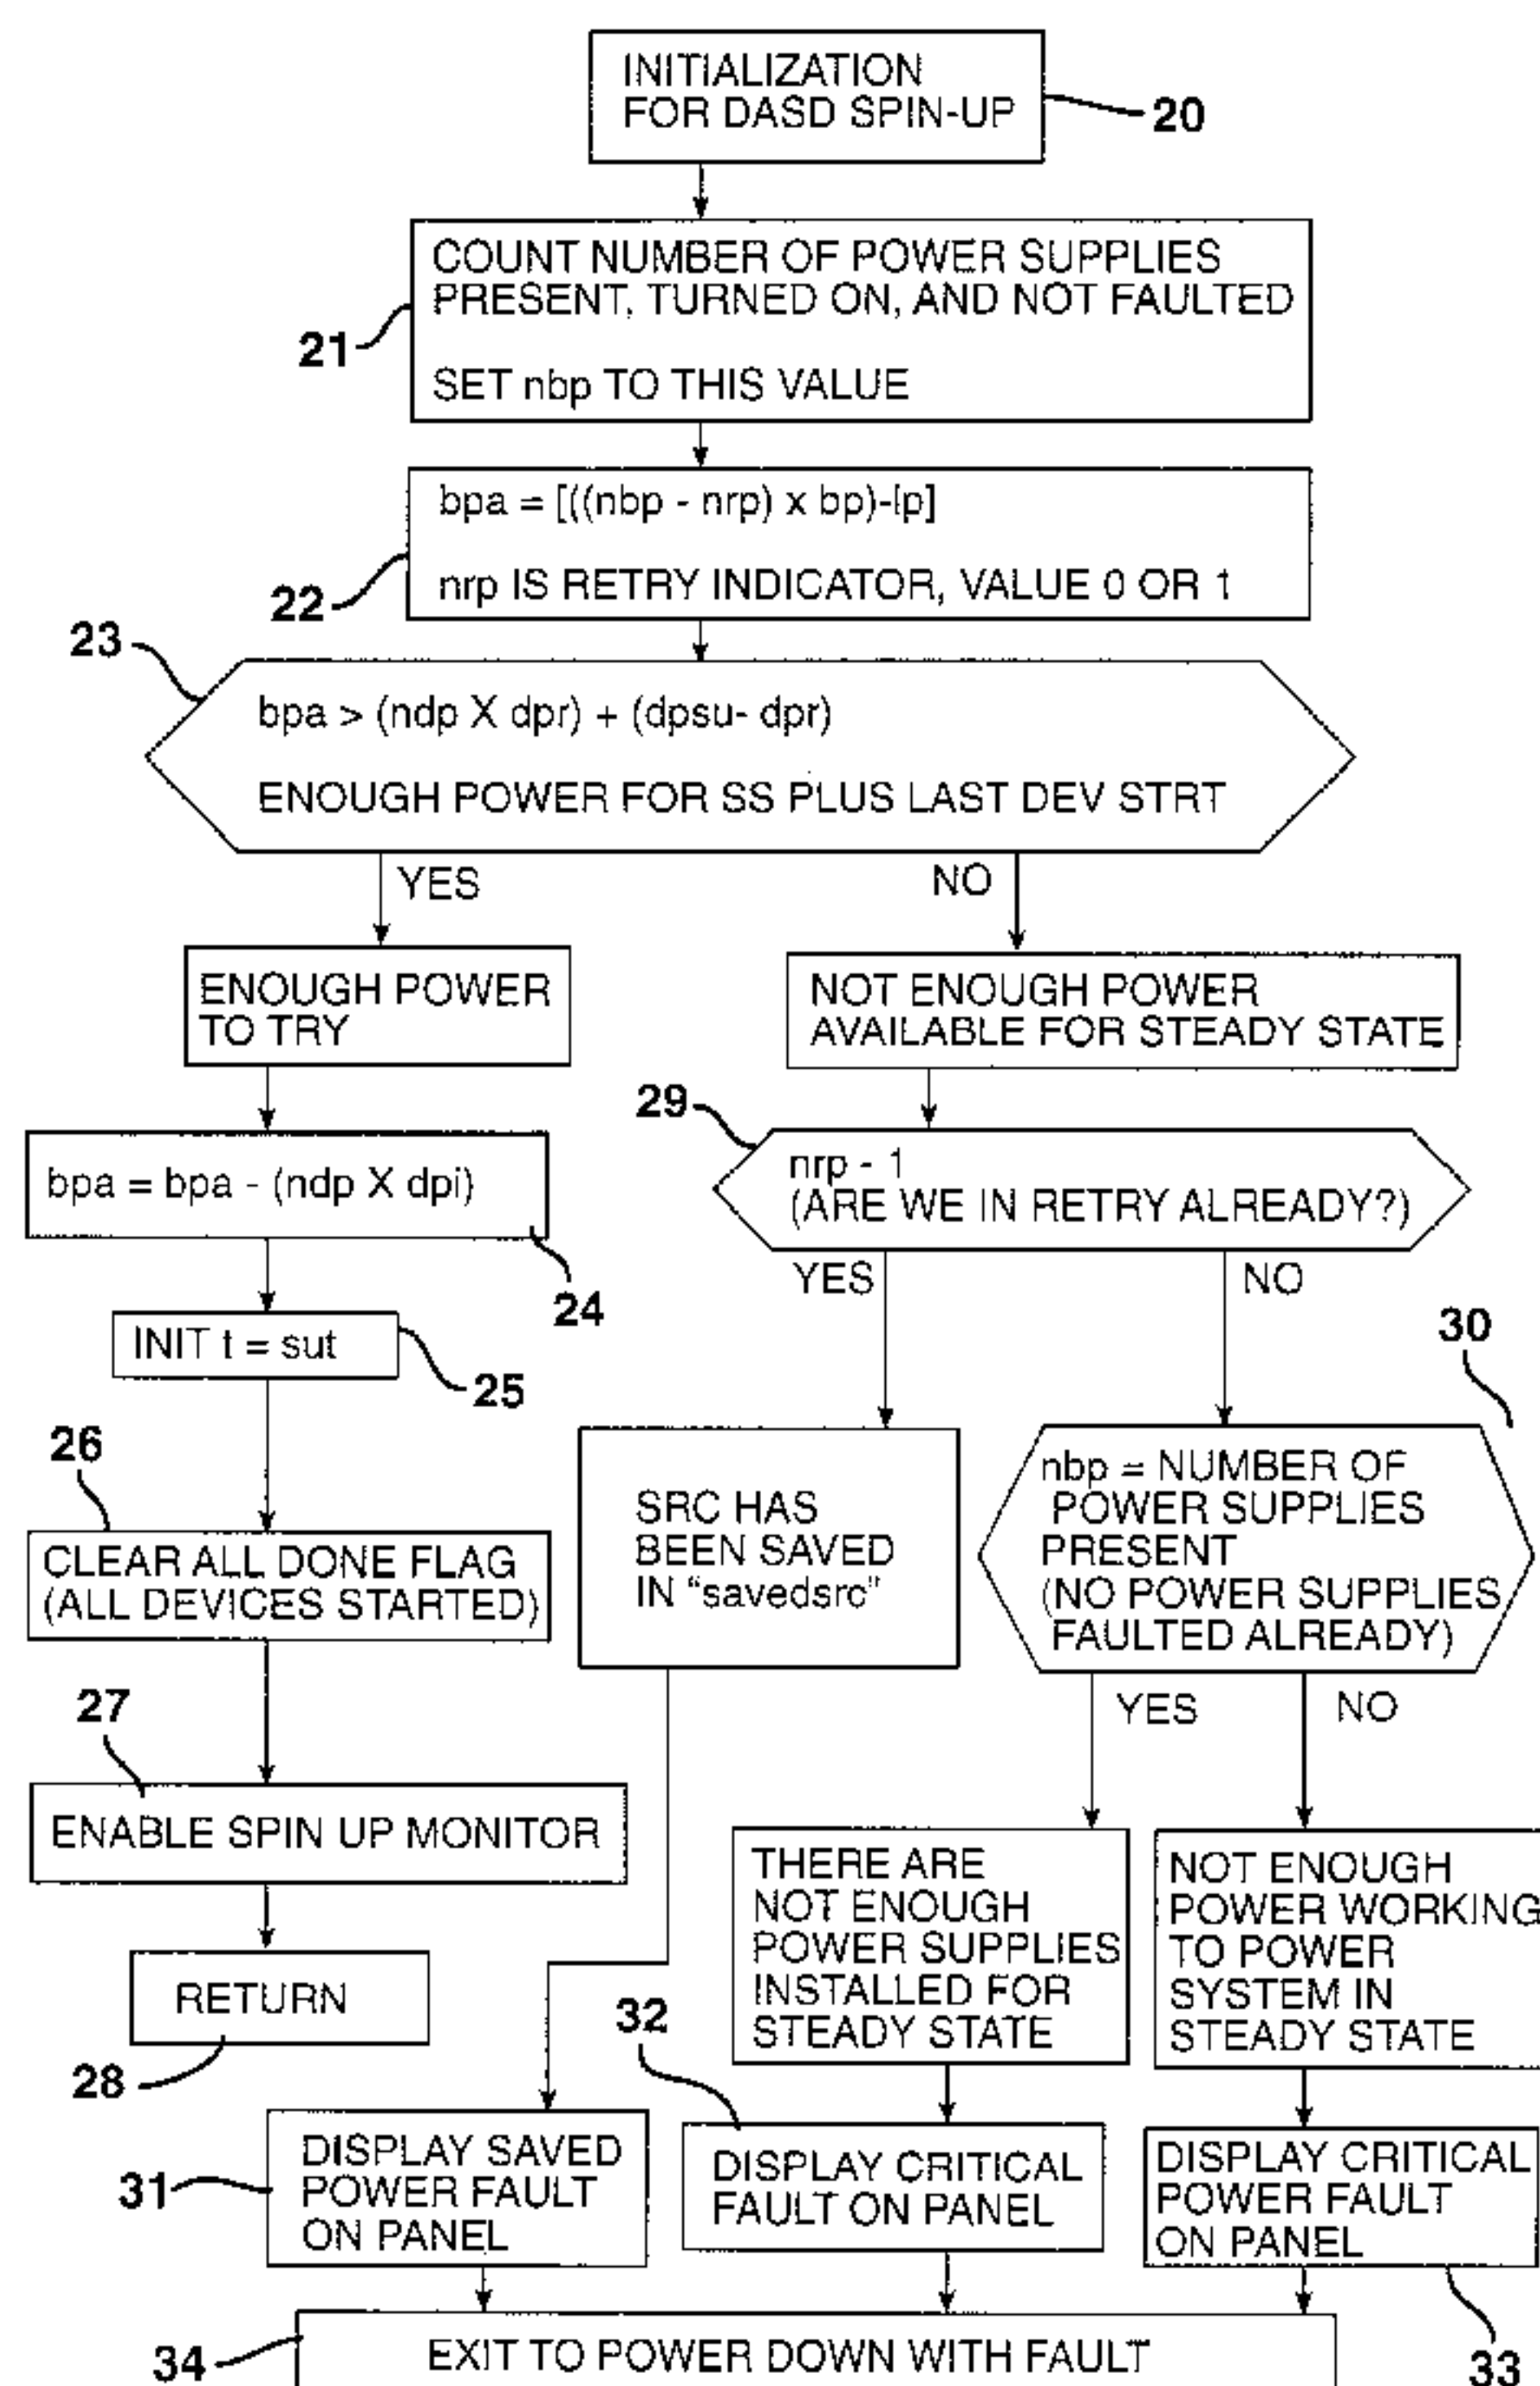 INITIALIZATION
FOR DASD SPIN-UP
20
COUNT NUMBER OF POWER SUPPLIES
PRESENT, TURNED ON, AND NOT FAULTED
SET nbp TO THIS VALUE
21
bpa = [((nbp - nrp) x bp)-lp]
nrp IS RETRY INDICATOR, VALUE 0 OR 1
22
23
bpa > (ndp X dpr) + (dpsu- dpr)
ENOUGH POWER FOR SS PLUS LAST DEV STRT
YES
NO
ENOUGH POWER
TO TRY
NOT ENOUGH POWER
AVAILABLE FOR STEADY STATE
29
nrp - 1
(ARE WE IN RETRY ALREADY?)
bpa = bpa - (ndp X dpi)
24
YES
NO
INIT t = sut
25
30
26
CLEAR ALL DONE FLAG
(ALL DEVICES STARTED)
SRC HAS
BEEN SAVED
IN "savedsrc"
nbp = NUMBER OF
POWER SUPPLIES
PRESENT
(NO POWER SUPPLIES
FAULTED ALREADY)
YES
NO
27
ENABLE SPIN UP MONITOR
RETURN
28
THERE ARE
NOT ENOUGH
POWER SUPPLIES
INSTALLED FOR
STEADY STATE
NOT ENOUGH
POWER WORKING
TO POWER
SYSTEM IN
STEADY STATE
32
31
DISPLAY SAVED
POWER FAULT
ON PANEL
DISPLAY CRITICAL
FAULT ON PANEL
DISPLAY CRITICAL
POWER FAULT
ON PANEL
33
34
EXIT TO POWER DOWN WITH FAULT